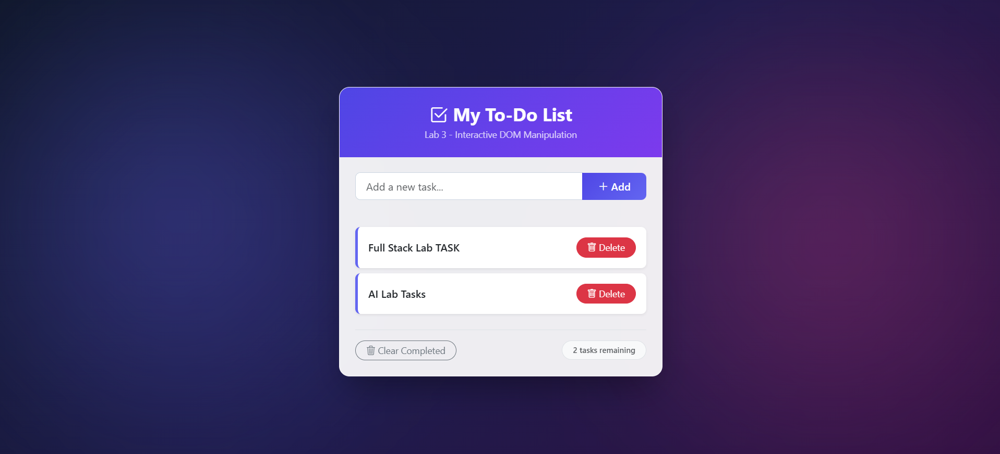 My To-Do List
Lab 3 - Interactive DOM Manipulation
Add a new task...
+ Add
Full Stack Lab TASK
Delete
AI Lab Tasks
Delete
Clear Completed
2 tasks remaining